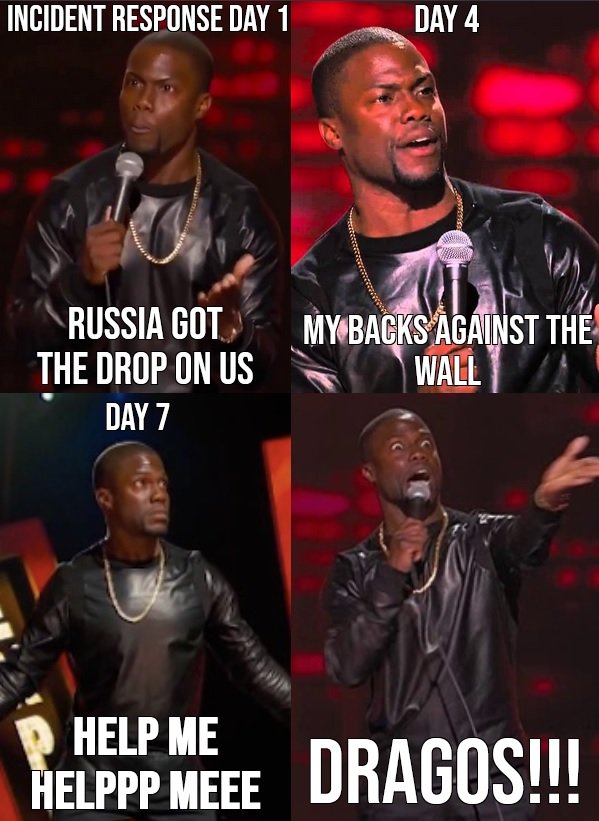 INCIDENT RESPONSE DAY 1
RUSSIA GOT
THE DROP ON US
DAY 4
MY BACKS AGAINST THE
WALL
DAY 7
HELP ME
HELPPP MEEE
DRAGOS!!!